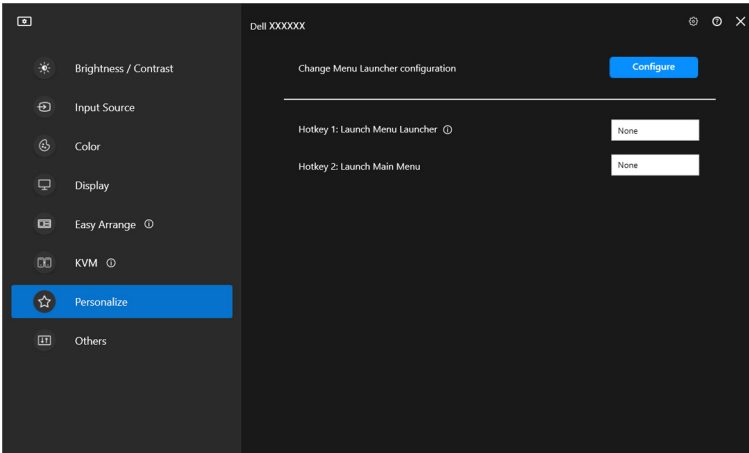 Dell XXXXXX
Brightness / Contrast
Input Source
Color
Display
Easy Arrange
KVM
Personalize
Others
Change Menu Launcher configuration
Configure
Hotkey 1: Launch Menu Launcher
None
Hotkey 2: Launch Main Menu
None